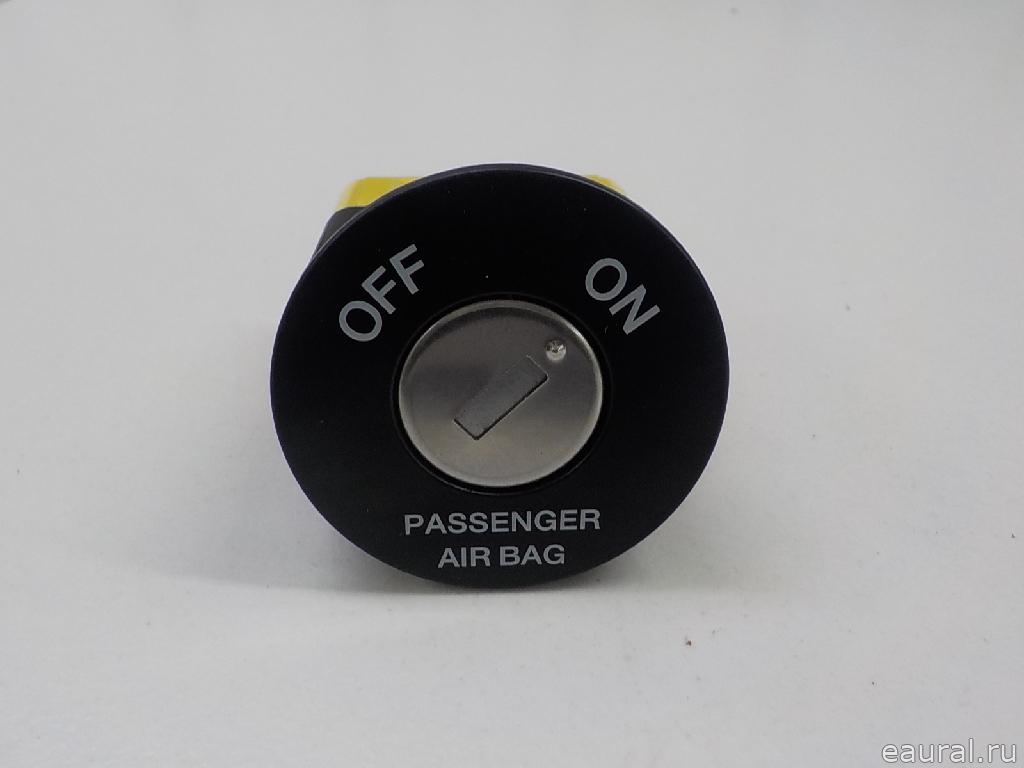 OFF
ON
PASSENGER
AIR BAG
eaural.ru